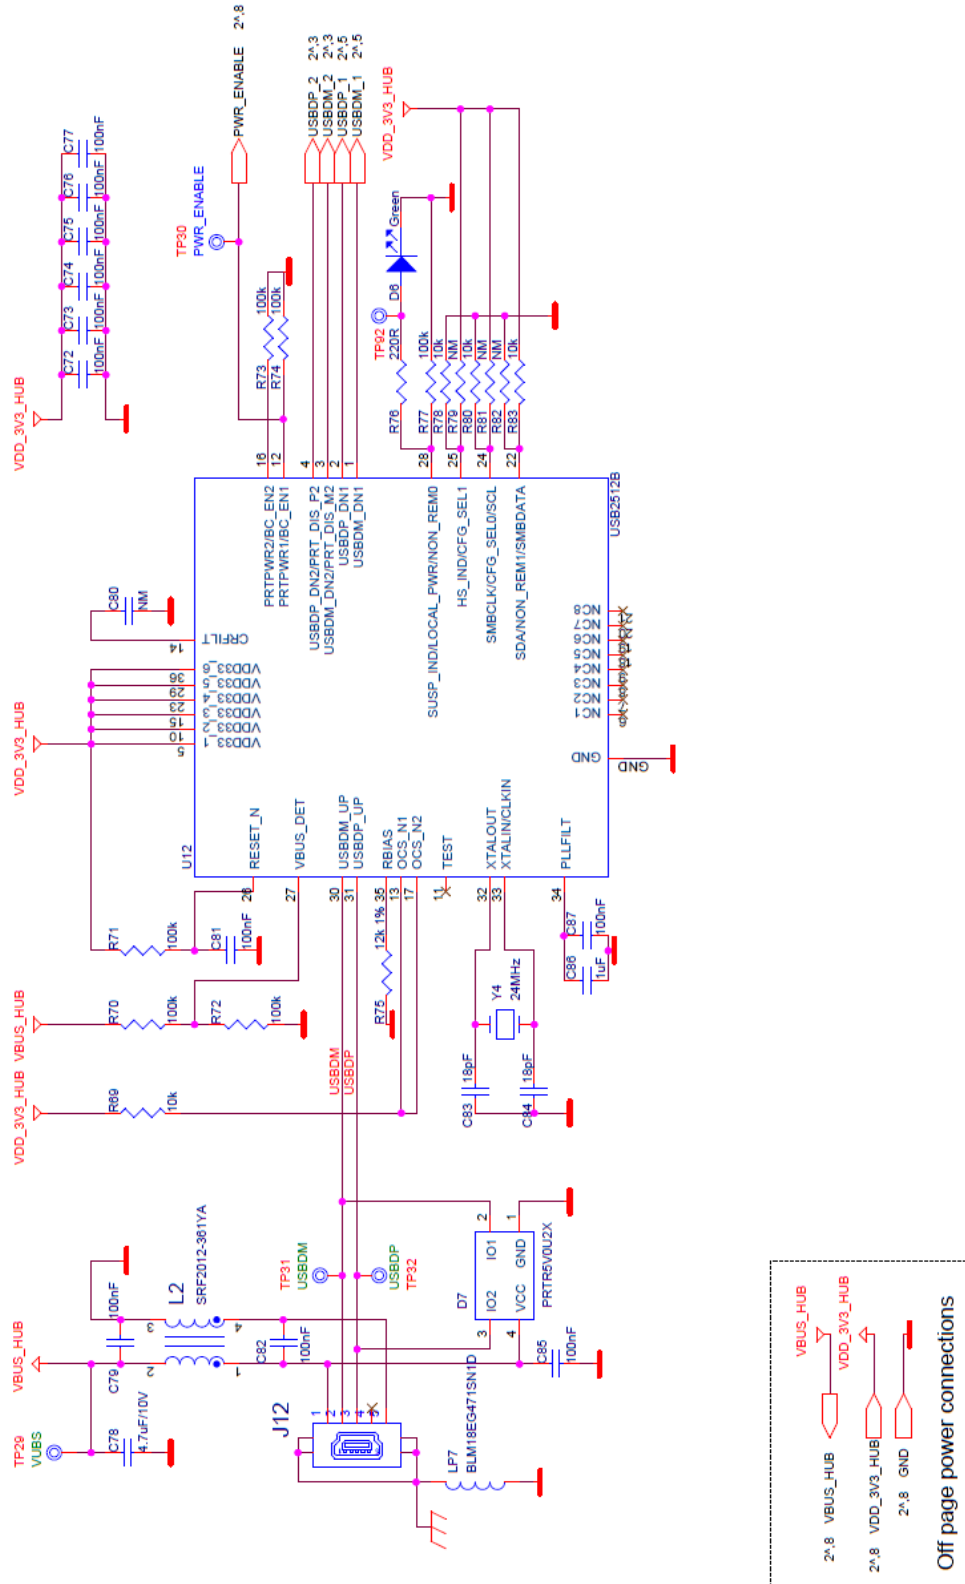 VDD_3V3_HUB
C72
100nF
C73
100nF
C74
100nF
C75
100nF
C76
100nF
C77
100nF
PWR_ENABLE 2^,8
TP30
PWR_ENABLE
USBDP_2 2^,3
USBDM_2 2^,3
USBDP_1 2^,5
USBDM_1 2^,5
VDD_3V3_HUB
R73
100k
R74
100k
TP92
D6
Green
R76
220R
R77
100k
R78
10k
R79
NM
R80
10k
R81
NM
R82
NM
R83
10k
16
12
4
3
2
1
28
25
24
22
PRTPWR2/BC_EN2
PRTPWR1/BC_EN1
USBDP_DN2/PRT_DIS_P2
USBDM_DN2/PRT_DIS_M2
USBDP_DN1
USBDM_DN1
SUSP_IND/LOCAL_PWR/NON_REM0
HS_IND/CFG_SEL1
SMBCLK/CFG_SEL0/SCL
SDA/NON_REM1/SMBDATA
USB2512B
C80
NM
14
CRFILT
VDD_3V3_HUB
36
VDD33_6
29
VDD33_5
23
VDD33_4
15
VDD33_3
10
VDD33_2
5
VDD33_1
NC8
NC7
NC6
NC5
NC4
NC3
NC2
NC1
GND
GND
U12
RESET_N
VBUS_DET
USBDM_UP
USBDP_UP
RBIAS
OCS_N1
OCS_N2
TEST
XTALOUT
XTALIN/CLKIN
PLLFILT
26
27
30
31
35
13
17
11
32
33
34
R71
100k
C81
100nF
VBUS_HUB
R70
100k
R72
100k
VDD_3V3_HUB
R69
10k
R75
12k 1%
USBDM
USBDP
Y4
24MHz
C83
18pF
C84
18pF
C86
1uF
C87
100nF
TP31
USBDM
USBDP
TP32
D7
2
IO1
1
GND
3
IO2
4
VCC
PRTR5V0U2X
C85
100nF
VBUS_HUB
C79
100nF
L2
SRF2012-361YA
3
4
2
1
C82
100nF
TP29
VUBS
C78
4.7uF/10V
J12
1
2
3
4
5
LP7
BLM18EG471SN1D
VBUS_HUB
VDD_3V3_HUB
2^,8 VBUS_HUB
2^,8 VDD_3V3_HUB
2^,8 GND
Off page power connections